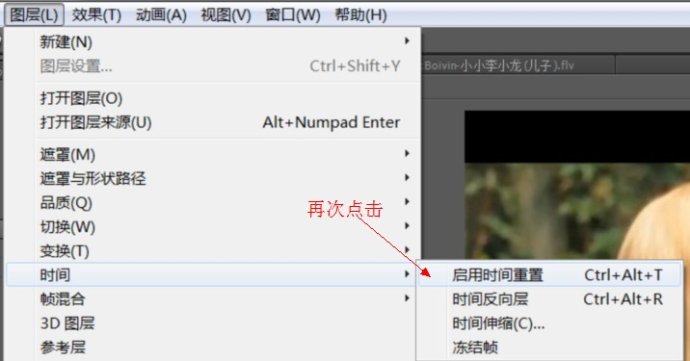 图层(L) 效果(T) 动画(A) 视图(V) 窗口(W) 帮助(H)
新建(N)
图层设置... Ctrl+Shift+Y
Boivin-小小李小龙(儿子).flv
打开图层(O)
打开图层来源(U) Alt+Numpad Enter
遮罩(M)
遮罩与形状路径
品质(Q)
切换(W)
再次点击
变换(T)
时间
启用时间重置 Ctrl+Alt+T
帧混合
时间反向层 Ctrl+Alt+R
3D 图层
时间伸缩(C)...
参考层
冻结帧